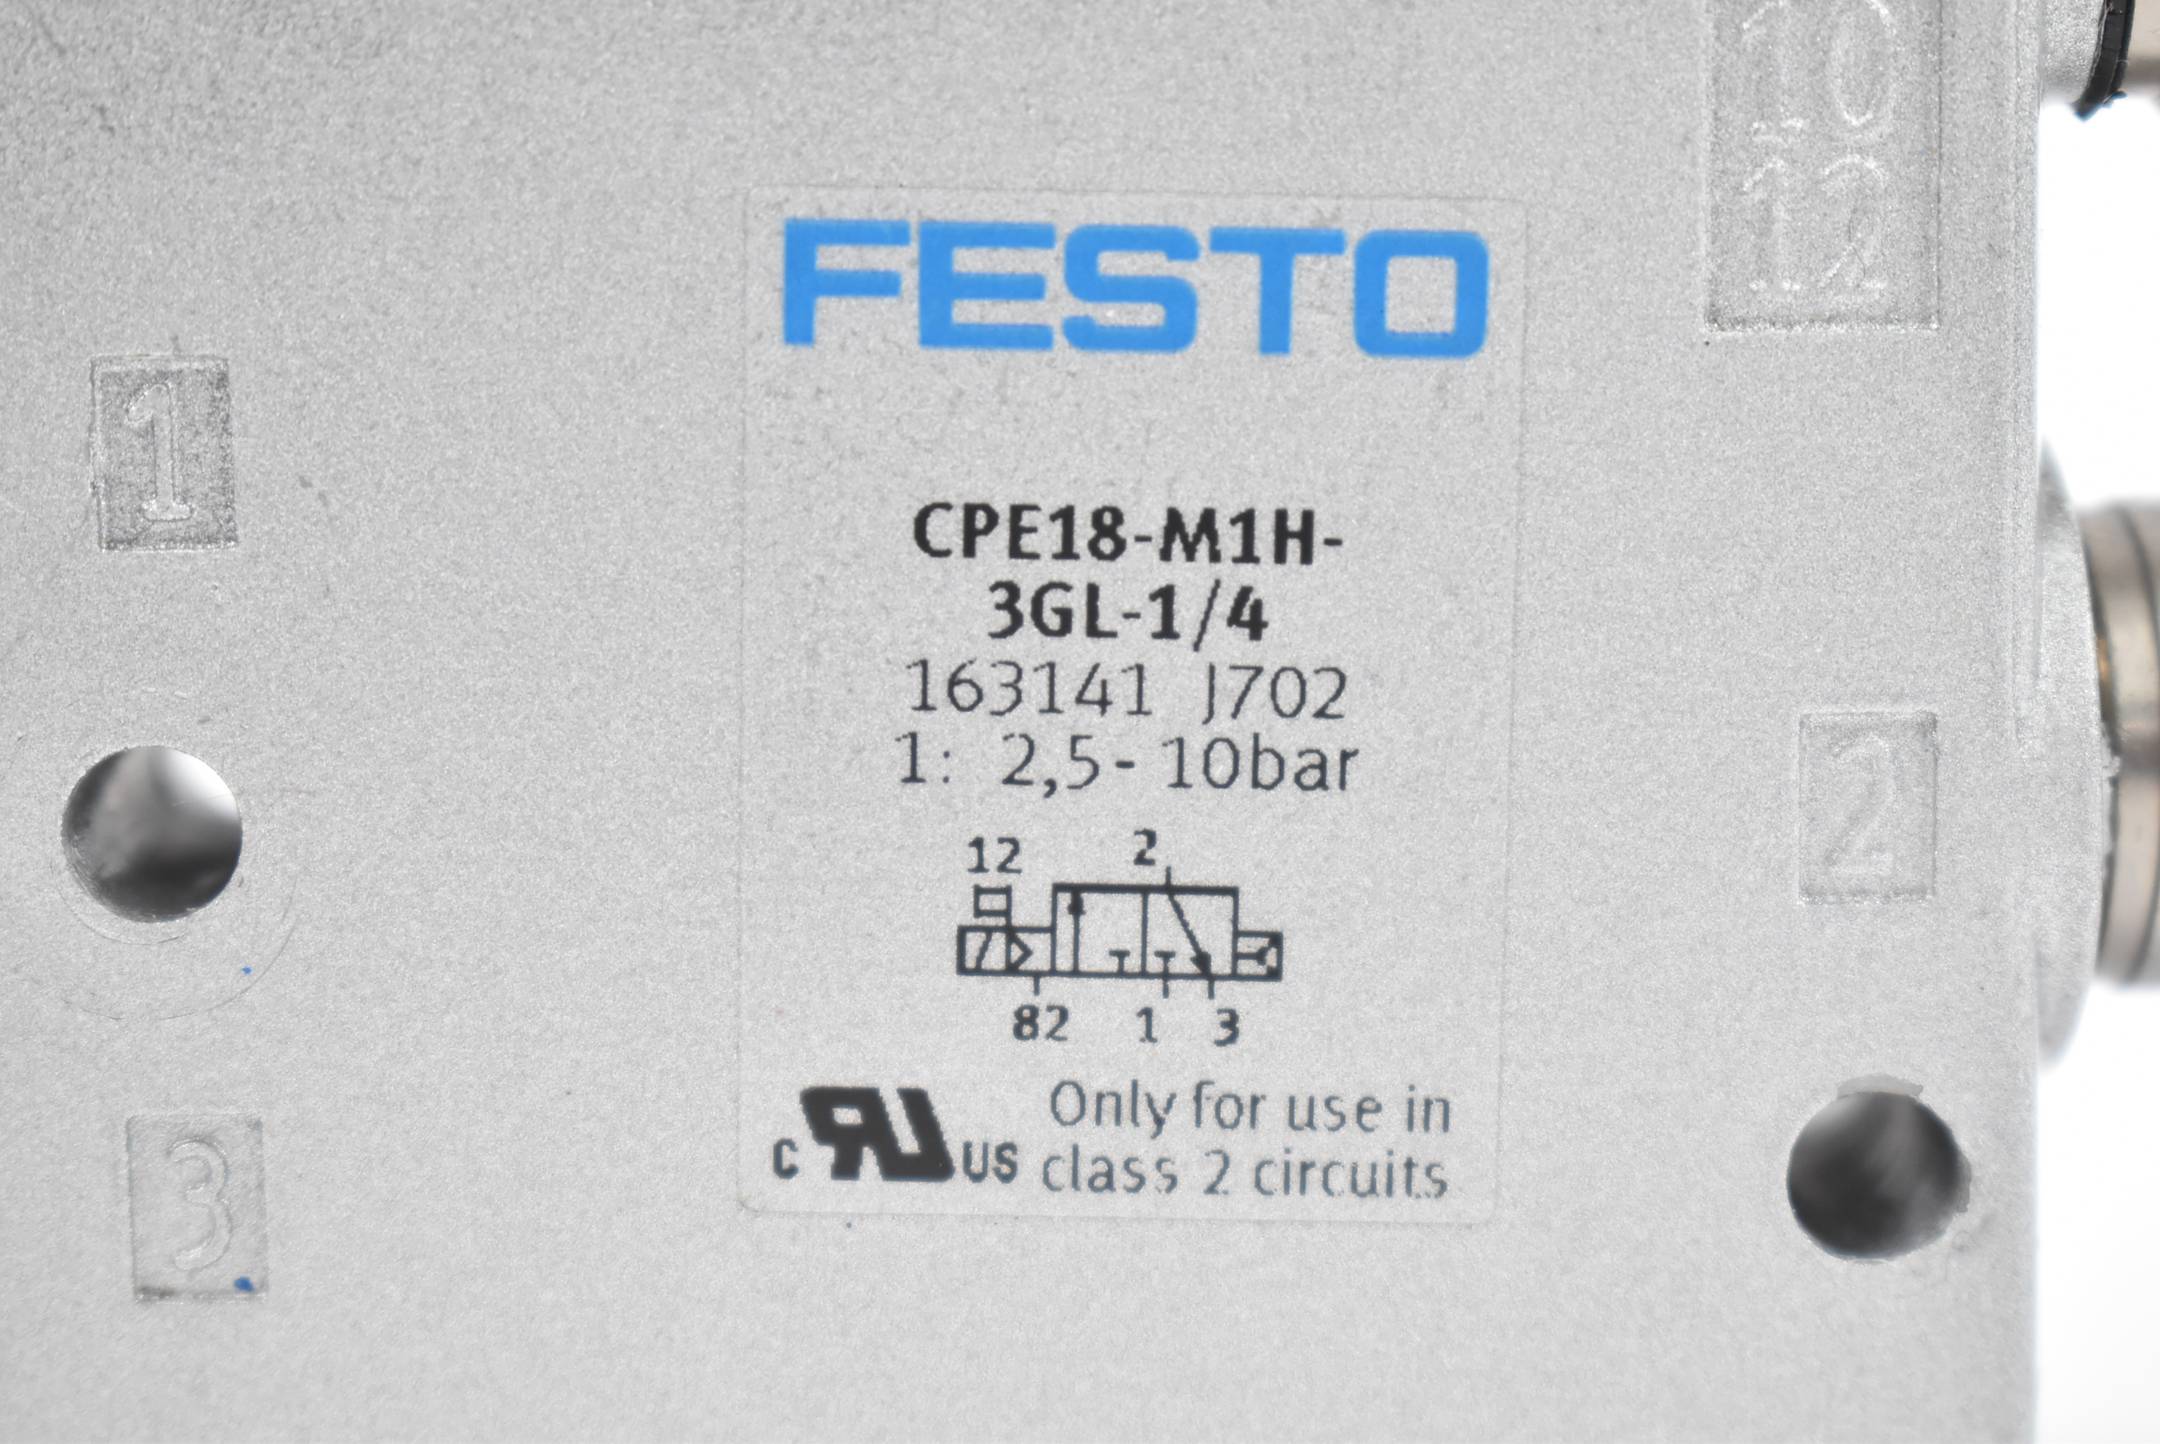 10
12
FESTO
1
CPE18-M1H-
3GL-1/4
163141 J702
1: 2,5-10bar
2
12 2
82 1 3
3
c RU US Only for use in
class 2 circuits